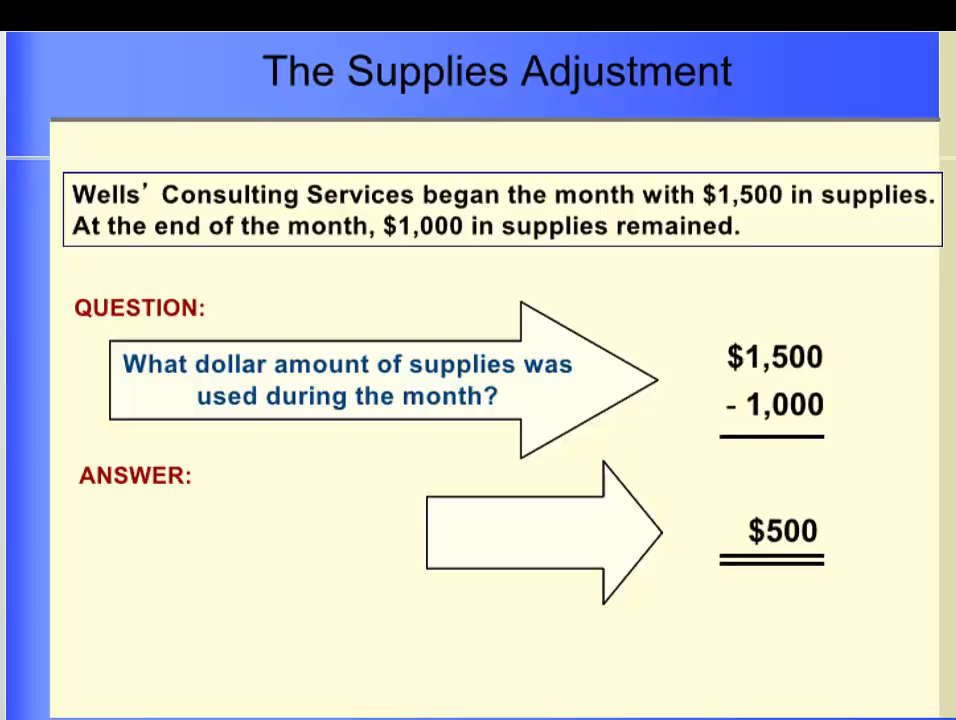 The Supplies Adjustment
Wells’ Consulting Services began the month with $1,500 in supplies.
At the end of the month, $1,000 in supplies remained.
QUESTION:
What dollar amount of supplies was
used during the month?
$1,500
- 1,000
ANSWER:
$500